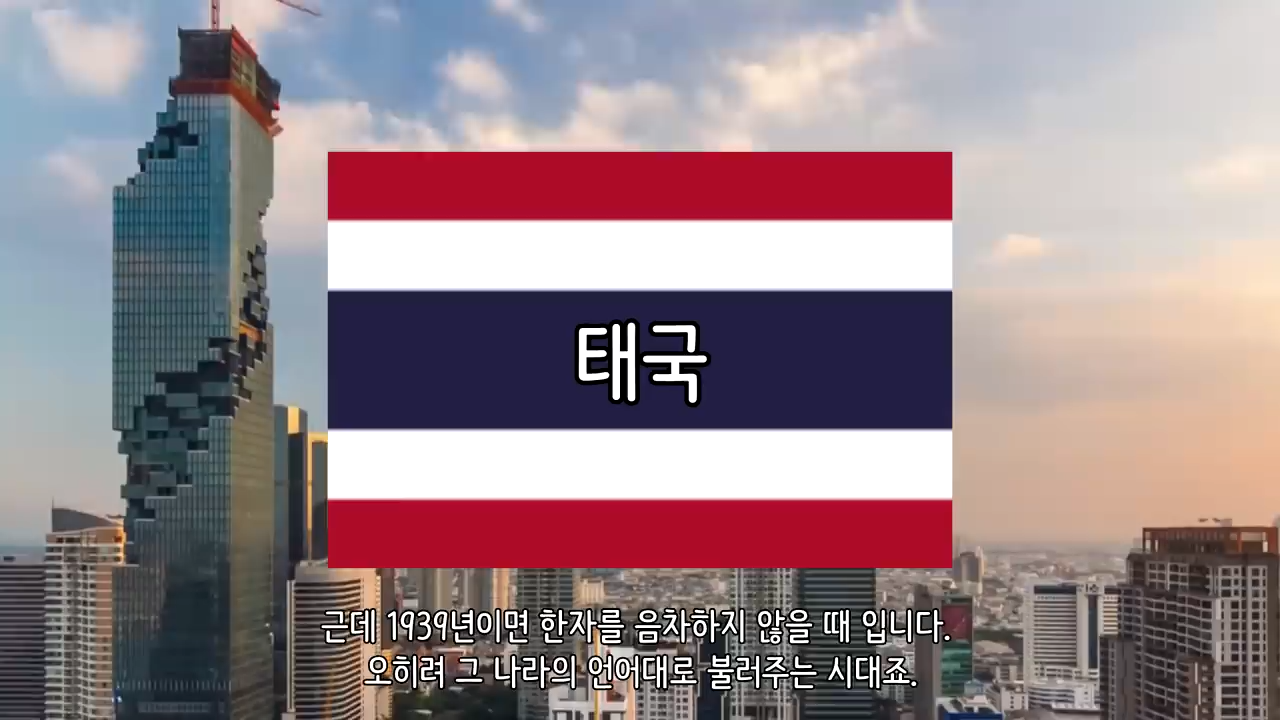 태국
근데 1939년이면 한자를 음차하지 않을 때 입니다.
오히려 그 나라의 언어대로 불러주는 시대죠.